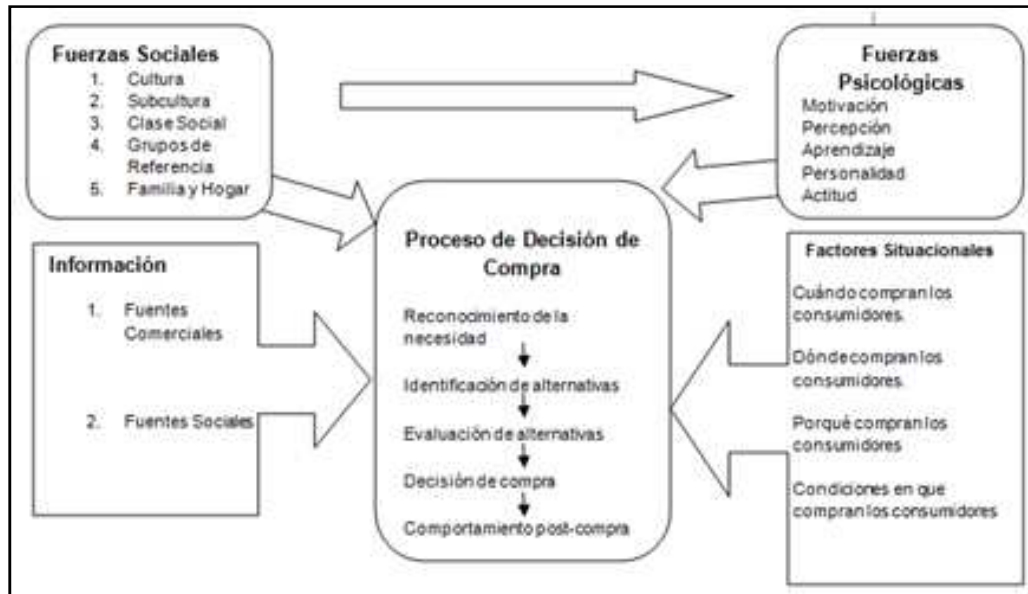 Fuerzas Sociales
1. Cultura
2. Subcultura
3. Clase Social
4. Grupos de
Referencia
5. Familia y Hogar
Fuerzas
Psicológicas
Motivación
Percepción
Aprendizaje
Personalidad
Actitud
Información
1. Fuentes
Comerciales
2. Fuentes Sociales
Proceso de Decisión de
Compra
Reconocimiento de la
necesidad
Identificación de alternativas
Evaluación de alternativas
Decisión de compra
Comportamiento post-compra
Factores Situacionales
Cuándo compran los
consumidores.
Dónde compran los
consumidores.
Porqué compran los
consumidores
Condiciones en que
compran los consumidores